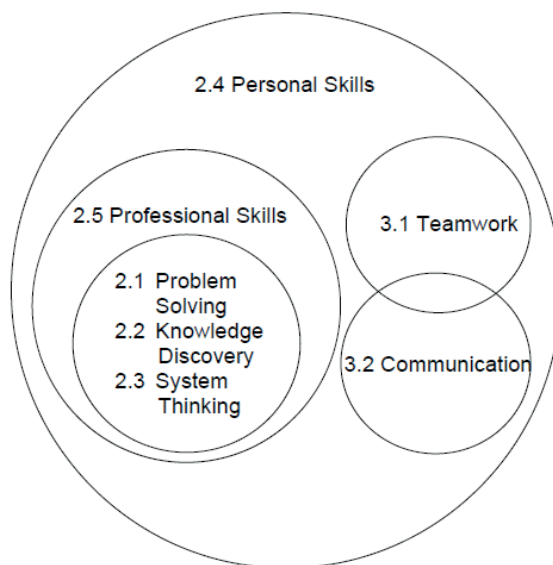 2.4 Personal Skills
2.5 Professional Skills
3.1 Teamwork
2.1 Problem
Solving
2.2 Knowledge
Discovery
2.3 System
Thinking
3.2 Communication